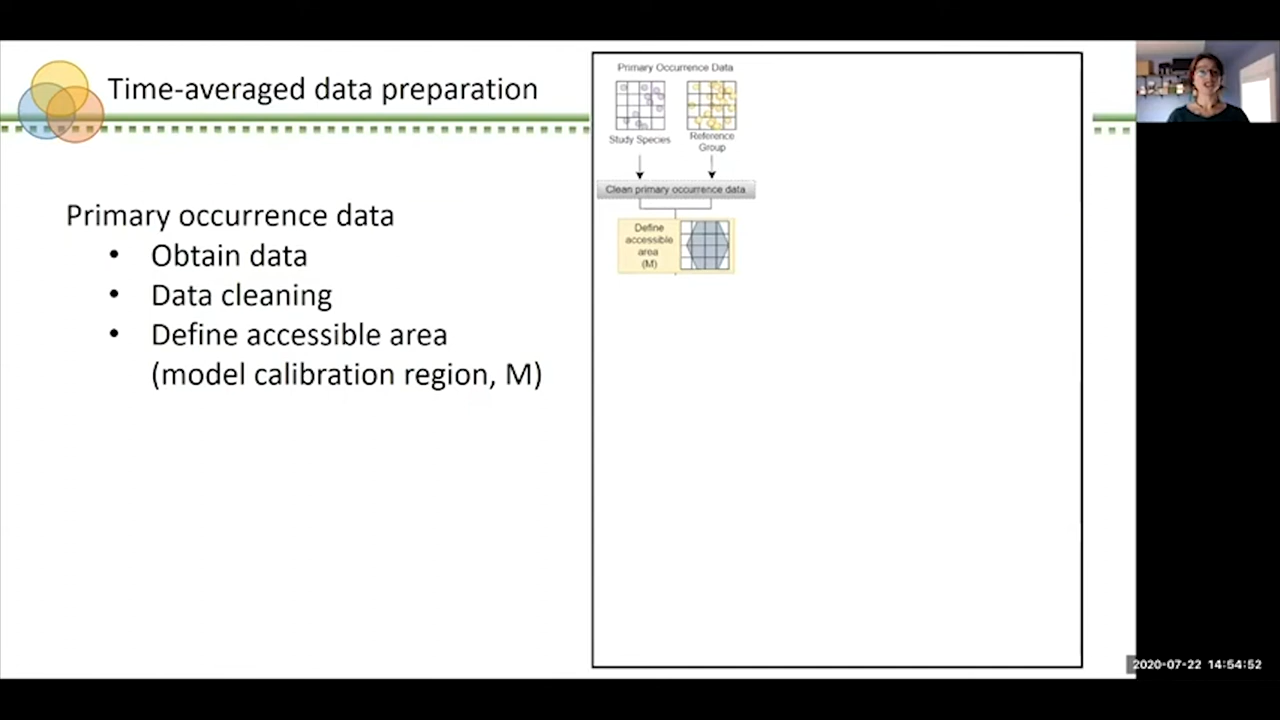 Time-averaged data preparation
Primary occurrence data
• Obtain data
• Data cleaning
• Define accessible area
(model calibration region, M)
Primary Occurrence Data
Study Species
Reference
Group
Clean primary occurrence data
Define
accessible
area
(M)
2020-07-22 14:54:52